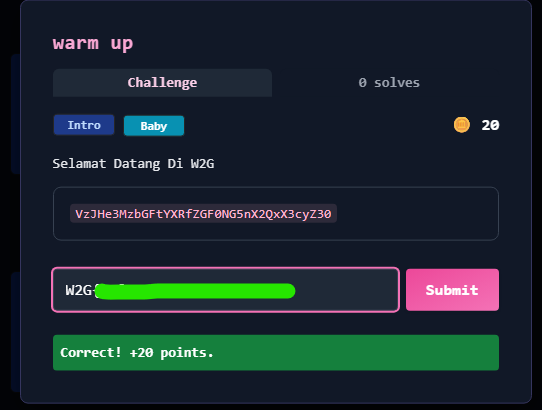 warm up
Challenge
0 solves
Intro
Baby
20
Selamat Datang Di W2G
VzJHe3MzbGFtYXRfZGF0NG5nX2QxX3cyZ30
W2G
Submit
Correct! +20 points.